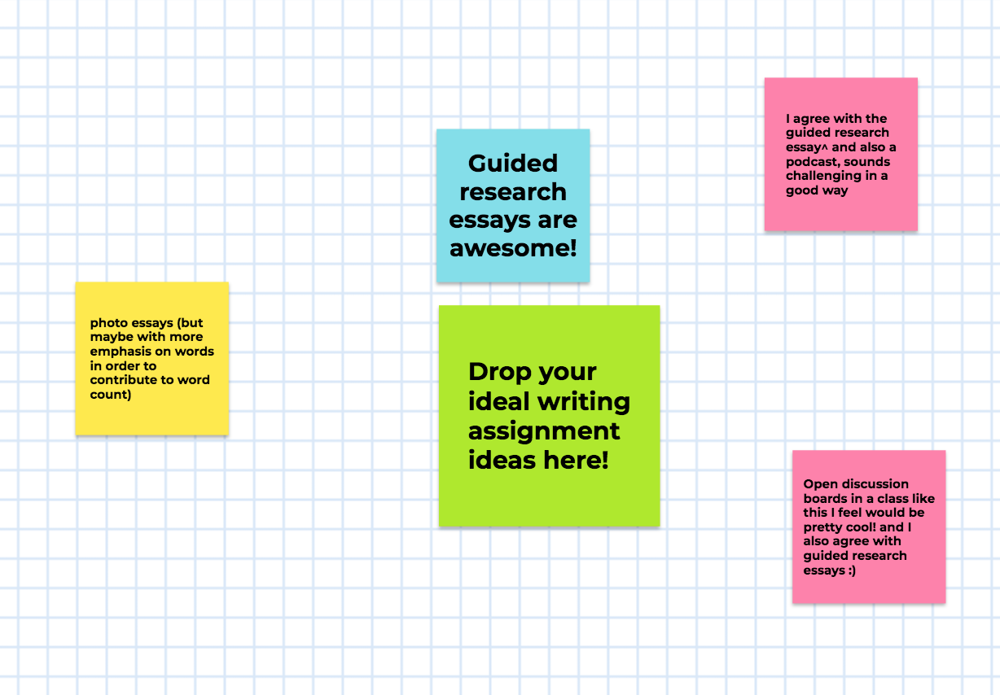 I agree with the
guided research
essay^ and also a
podcast, sounds
challenging in a
good way
Guided
research
essays are
awesome!
photo essays (but
maybe with more
emphasis on words
in order to
contribute to word
count)
Drop your
ideal writing
assignment
ideas here!
Open discussion
boards in a class like
this I feel would be
pretty cool! and I
also agree with
guided research
essays :)